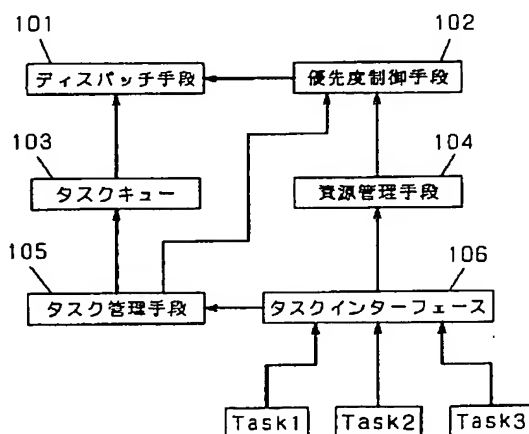 101
102
ディスパッチ手段
優先度制御手段
103
104
タスクキュー
資源管理手段
105
106
タスク管理手段
タスクインターフェース
Task1
Task2
Task3